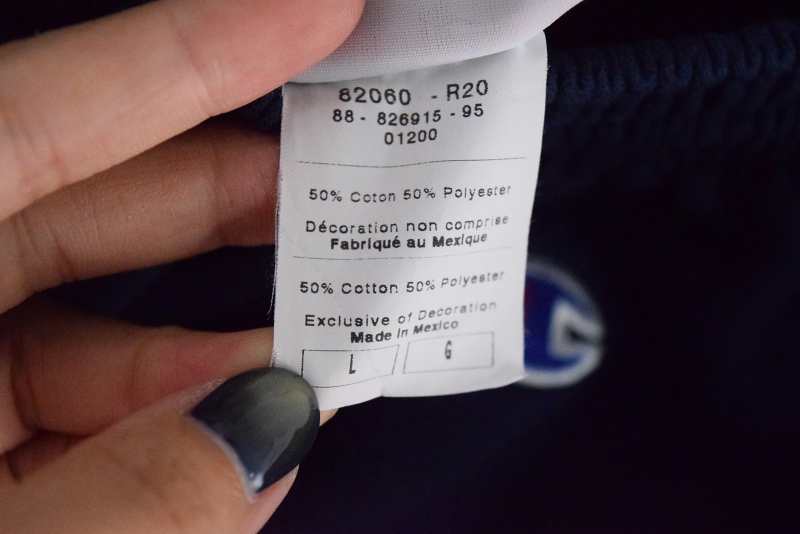 82060 - R20
88 - 826915 - 95
01200
50% Coton 50% Polyester
Décoration non comprise
Fabriqué au Mexique
50% Cotton 50% Polyester
Exclusive of Decoration
Made in Mexico
L G